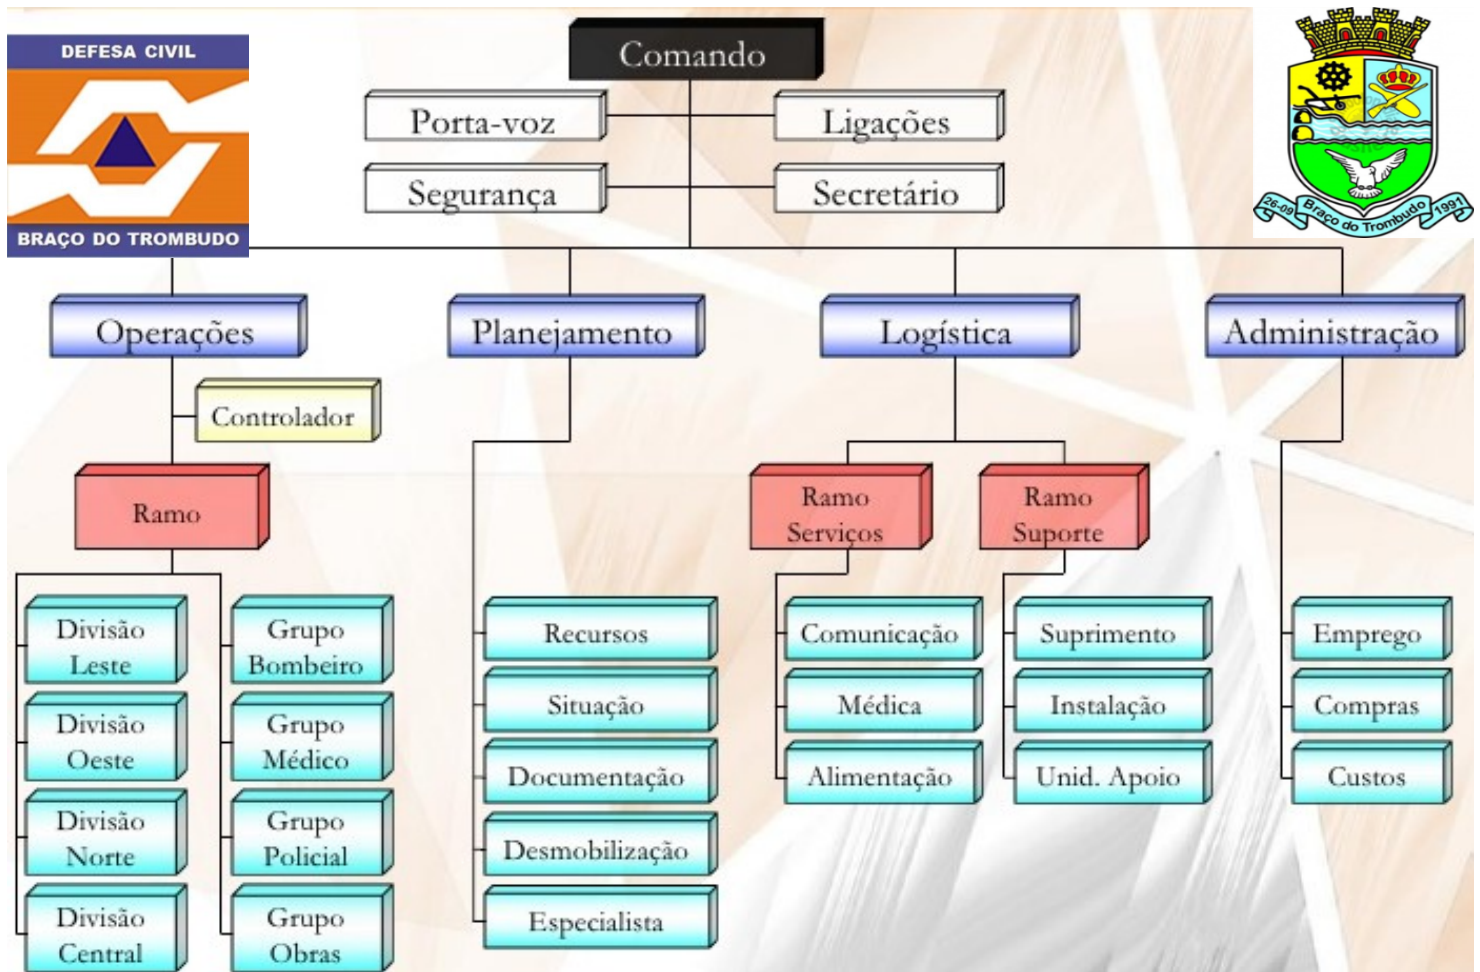 DEFESA CIVIL
BRAÇO DO TROMBUDO
Comando
Porta-voz
Ligações
Segurança
Secretário
26-09
Braço do Trombudo
1991
Operações
Planejamento
Logística
Administração
Controlador
Ramo
Ramo
Serviços
Ramo
Suporte
Divisão
Leste
Grupo
Bombeiro
Divisão
Oeste
Grupo
Médico
Divisão
Norte
Grupo
Policial
Divisão
Central
Grupo
Obras
Recursos
Situação
Documentação
Desmobilização
Especialista
Comunicação
Médica
Alimentação
Suprimento
Instalação
Unid. Apoio
Emprego
Compras
Custos